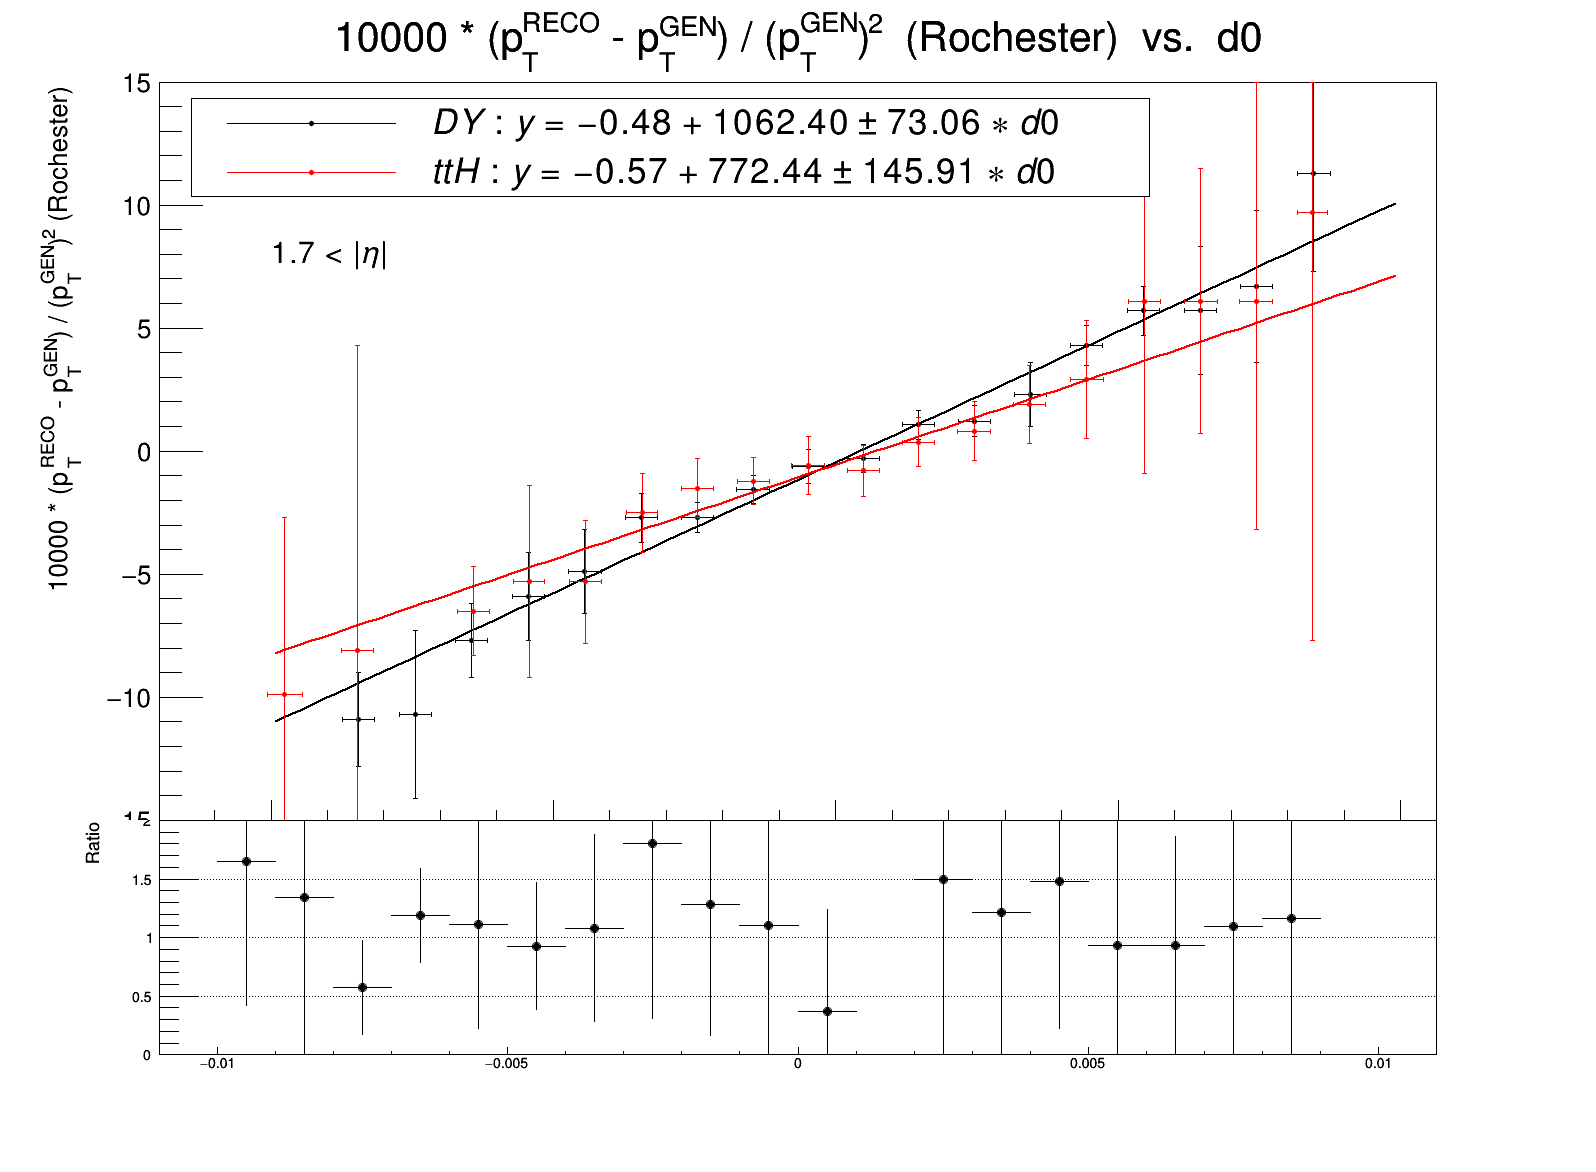 10000 * (p_T^RECO - p_T^GEN) / (p_T^GEN)^2 (Rochester) vs. d0
10000 * (p_T^RECO - p_T^GEN) / (p_T^GEN)^2 (Rochester)
15
10
5
0
−5
−10
15
DY : y = −0.48 + 1062.40 ± 73.06 ∗ d0
ttH : y = −0.57 + 772.44 ± 145.91 ∗ d0
1.7 < |η|
Ratio
2
1.5
1
0.5
0
−0.01 −0.005 0 0.005 0.01